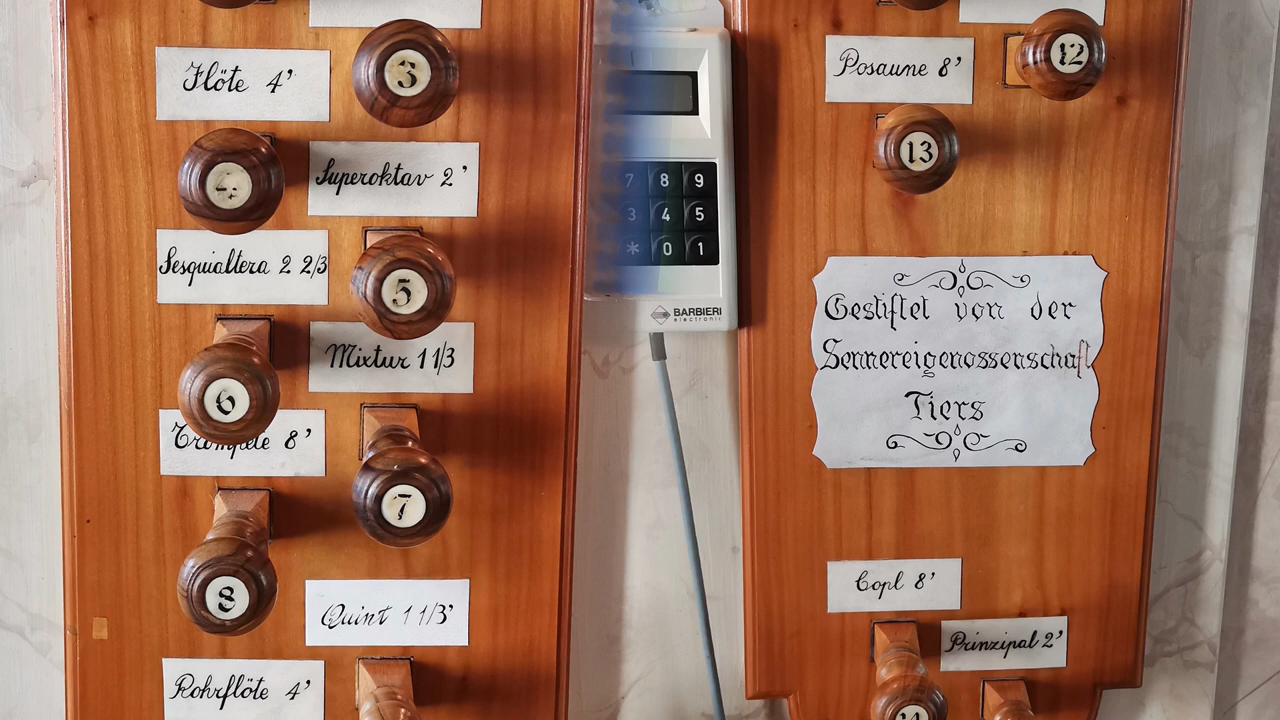 Flöte 4'
3
4
Superoktav 2'
Sesquialtera 2 2/3
5
6
Mixtur 1 1/3
Trompete 8'
7
8
Quint 1 1/3'
Rohrflöte 4'
7 8 9
3 4 5
* 0 1
BARBIERI
electronic
Posaune 8'
12
13
Gestiftet von der
Sennereigenossenschaft
Tiers
Copl 8'
Prinzipal 2'
14